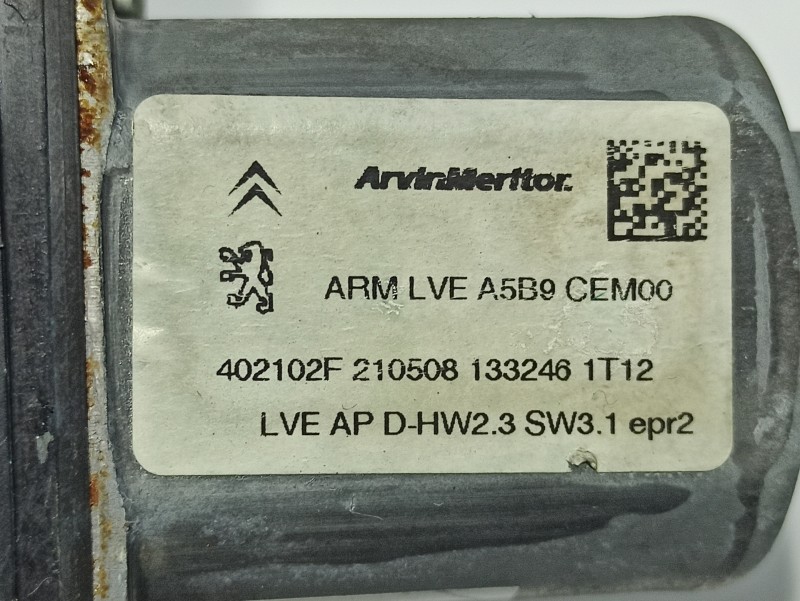 ArvinMeritor.
ARM LVE A5B9 CEM00
402102F 210508 133246 1T12
LVE AP D-HW2.3 SW3.1 epr2